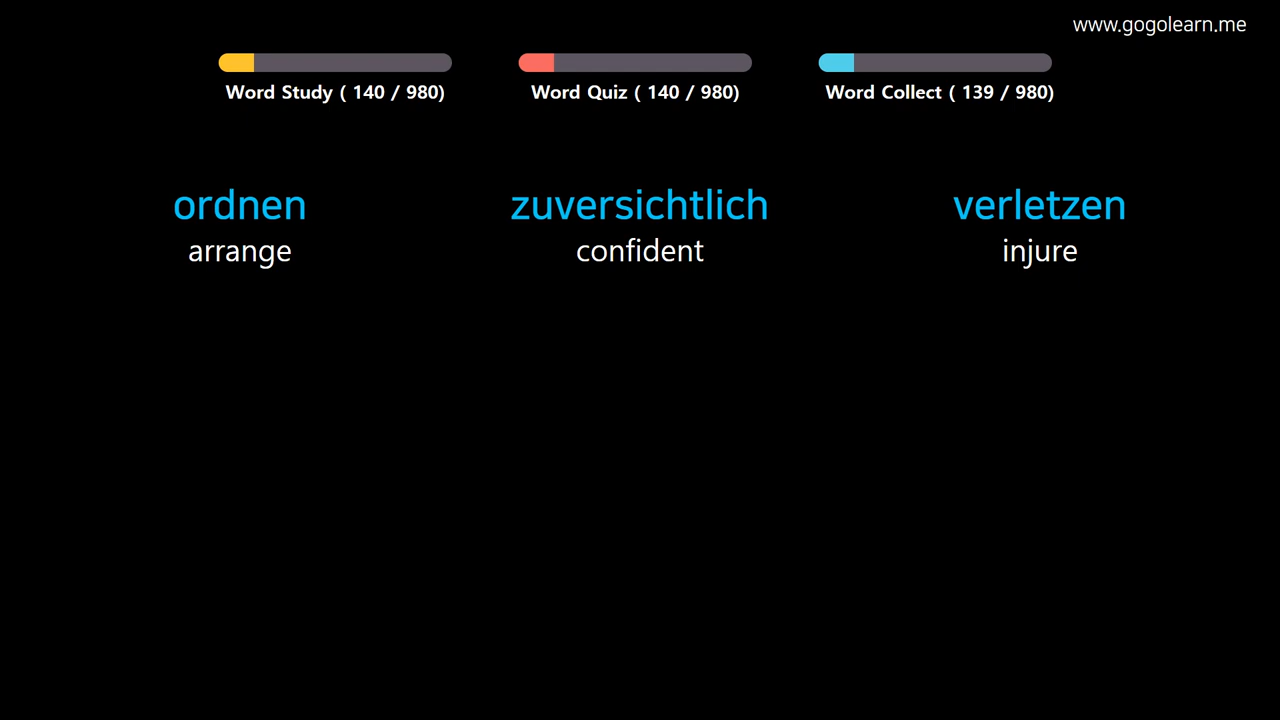 www.gogolearn.me
Word Study ( 140 / 980)
Word Quiz ( 140 / 980)
Word Collect ( 139 / 980)
ordnen
arrange
zuversichtlich
confident
verletzen
injure